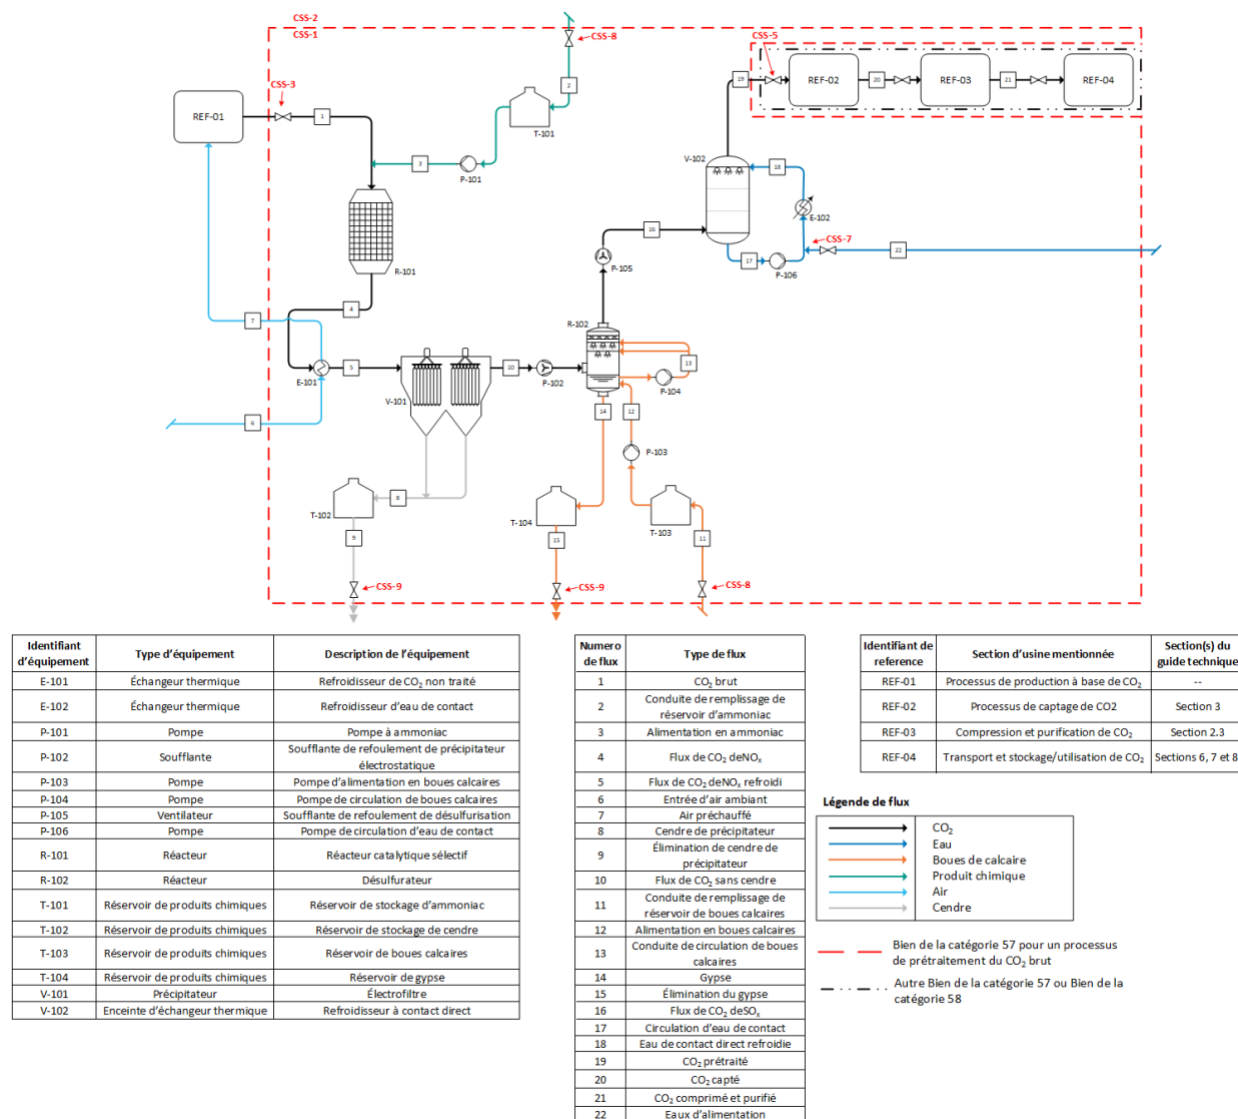 CSS-2
CSS-1
CSS-8
CSS-5
CSS-3
REF-01
1
2
T-101
3
P-101
R-101
4
7
E-101
5
6
V-101
10
P-102
8
T-102
9
CSS-9
R-102
13
P-104
14
12
P-103
T-104
15
CSS-9
T-103
11
CSS-8
P-105
16
V-102
18
E-102
17
P-106
CSS-7
22
19
REF-02
20
REF-03
21
REF-04
Identifiant d'équipement Type d'équipement Description de l'équipement
E-101 Échangeur thermique Refroidisseur de CO2 non traité
E-102 Échangeur thermique Refroidisseur d'eau de contact
P-101 Pompe Pompe à ammoniac
P-102 Soufflante Soufflante de refoulement de précipitateur électrostatique
P-103 Pompe Pompe d'alimentation en boues calcaires
P-104 Pompe Pompe de circulation de boues calcaires
P-105 Ventilateur Soufflante de refoulement de désulfurisation
P-106 Pompe Pompe de circulation d'eau de contact
R-101 Réacteur Réacteur catalytique sélectif
R-102 Réacteur Désulfurateur
T-101 Réservoir de produits chimiques Réservoir de stockage d'ammoniac
T-102 Réservoir de produits chimiques Réservoir de stockage de cendre
T-103 Réservoir de produits chimiques Réservoir de boues calcaires
T-104 Réservoir de produits chimiques Réservoir de gypse
V-101 Précipitateur Électrofiltre
V-102 Enceinte d'échangeur thermique Refroidisseur à contact direct
Numero de flux Type de flux
1 CO2 brut
2 Conduite de remplissage de réservoir d'ammoniac
3 Alimentation en ammoniac
4 Flux de CO2 deNOx
5 Flux de CO2 deNOx refroidi
6 Entrée d'air ambiant
7 Air préchauffé
8 Cendre de précipitateur
9 Élimination de cendre de précipitateur
10 Flux de CO2 sans cendre
11 Conduite de remplissage de réservoir de boues calcaires
12 Alimentation en boues calcaires
13 Conduite de circulation de boues calcaires
14 Gypse
15 Élimination du gypse
16 Flux de CO2 deSOx
17 Circulation d'eau de contact
18 Eau de contact direct refroidie
19 CO2 prétraité
20 CO2 capté
21 CO2 comprimé et purifié
22 Eaux d'alimentation
Identifiant de reference Section d'usine mentionnée Section(s) du guide technique
REF-01 Processus de production à base de CO2 --
REF-02 Processus de captage de CO2 Section 3
REF-03 Compression et purification de CO2 Section 2.3
REF-04 Transport et stockage/utilisation de CO2 Sections 6, 7 et 8
Légende de flux
CO2
Eau
Boues de calcaire
Produit chimique
Air
Cendre
Bien de la catégorie 57 pour un processus
de prétraitement du CO2 brut
Autre Bien de la catégorie 57 ou Bien de la
catégorie 58